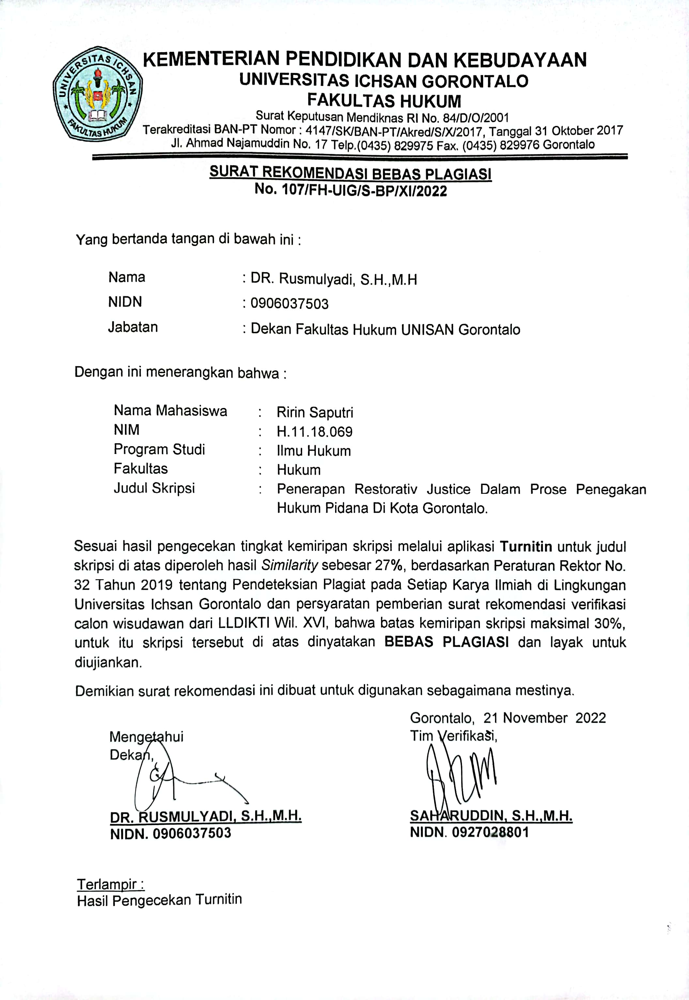 UNIVERSITAS ICHSAN
FAKULTAS HUKUM
KEMENTERIAN PENDIDIKAN DAN KEBUDAYAAN
UNIVERSITAS ICHSAN GORONTALO
FAKULTAS HUKUM
Surat Keputusan Mendiknas RI No. 84/D/O/2001
Terakreditasi BAN-PT Nomor : 4147/SK/BAN-PT/Akred/S/X/2017, Tanggal 31 Oktober 2017
Jl. Ahmad Najamuddin No. 17 Telp.(0435) 829975 Fax. (0435) 829976 Gorontalo
SURAT REKOMENDASI BEBAS PLAGIASI
No. 107/FH-UIG/S-BP/XI/2022
Yang bertanda tangan di bawah ini :
Nama : DR. Rusmulyadi, S.H.,M.H
NIDN : 0906037503
Jabatan : Dekan Fakultas Hukum UNISAN Gorontalo
Dengan ini menerangkan bahwa :
Nama Mahasiswa : Ririn Saputri
NIM : H.11.18.069
Program Studi : Ilmu Hukum
Fakultas : Hukum
Judul Skripsi : Penerapan Restorativ Justice Dalam Prose Penegakan
Hukum Pidana Di Kota Gorontalo.
Sesuai hasil pengecekan tingkat kemiripan skripsi melalui aplikasi Turnitin untuk judul
skripsi di atas diperoleh hasil Similarity sebesar 27%, berdasarkan Peraturan Rektor No.
32 Tahun 2019 tentang Pendeteksian Plagiat pada Setiap Karya Ilmiah di Lingkungan
Universitas Ichsan Gorontalo dan persyaratan pemberian surat rekomendasi verifikasi
calon wisudawan dari LLDIKTI Wil. XVI, bahwa batas kemiripan skripsi maksimal 30%,
untuk itu skripsi tersebut di atas dinyatakan BEBAS PLAGIASI dan layak untuk
diujiankan.
Demikian surat rekomendasi ini dibuat untuk digunakan sebagaimana mestinya.
Gorontalo, 21 November 2022
Mengetahui Tim Verifikasi,
Dekan,
DR. RUSMULYADI, S.H.,M.H. SAHARUDDIN, S.H.,M.H.
NIDN. 0906037503 NIDN. 0927028801
Terlampir :
Hasil Pengecekan Turnitin